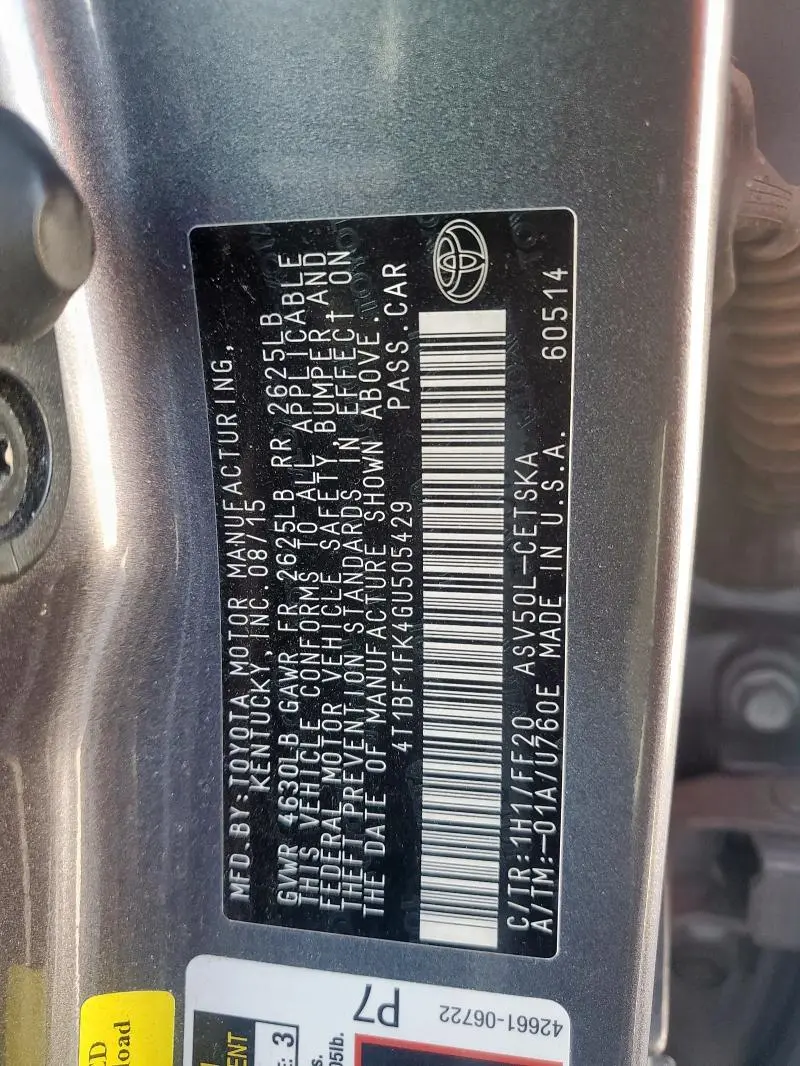 MFD.BY:TOYOTA MOTOR MANUFACTURING,
KENTUCKY, INC. 08/15
GVWR 4630LB GAWR FR 2625LB RR 2625LB
THIS VEHICLE CONFORMS TO ALL APPLICABLE
FEDERAL MOTOR VEHICLE SAFETY, BUMPER, AND
THEFT PREVENTION STANDARDS IN EFFECT ON
THE DATE OF MANUFACTURE SHOWN ABOVE.
4T1BF1FK4GU505429 PASS.CAR
C/TR:1H1/FF20 ASV50L-CETSKA 60514
A/TM:-01A/U760E MADE IN U.S.A.
P7
42661-06722
3
05lb.
oad